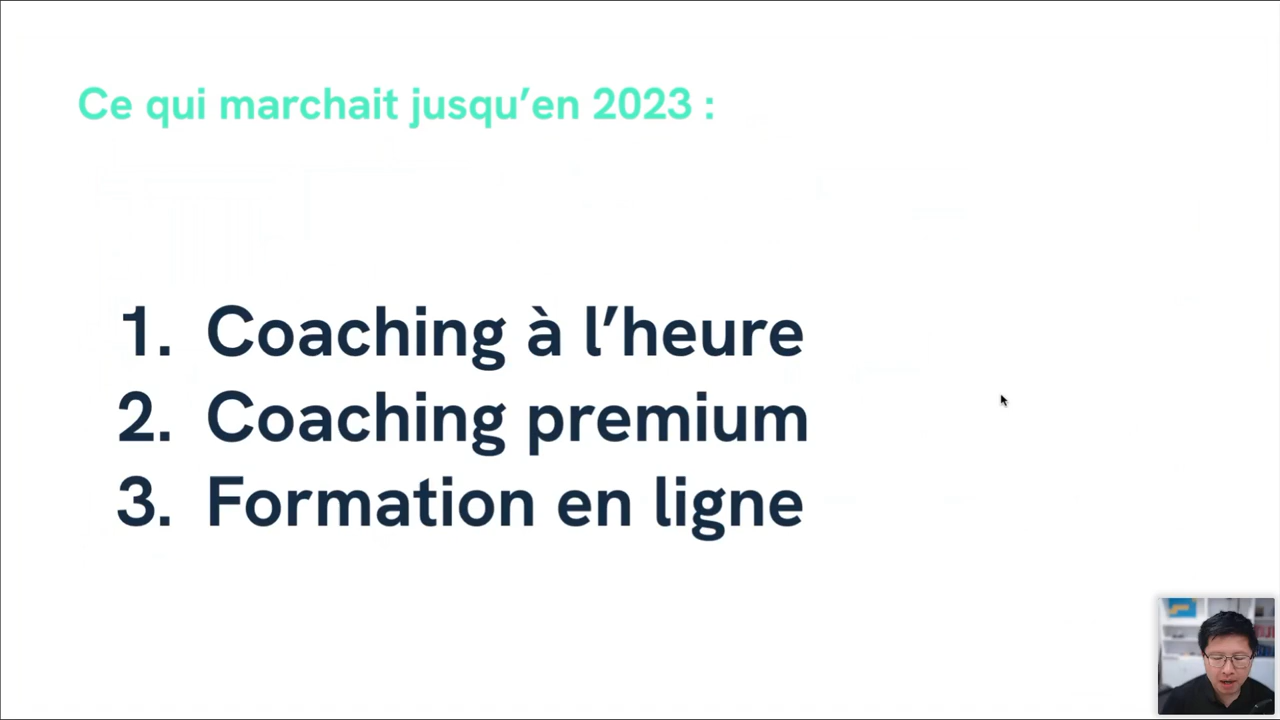 Ce qui marchait jusqu’en 2023 :
1. Coaching à l’heure
2. Coaching premium
3. Formation en ligne